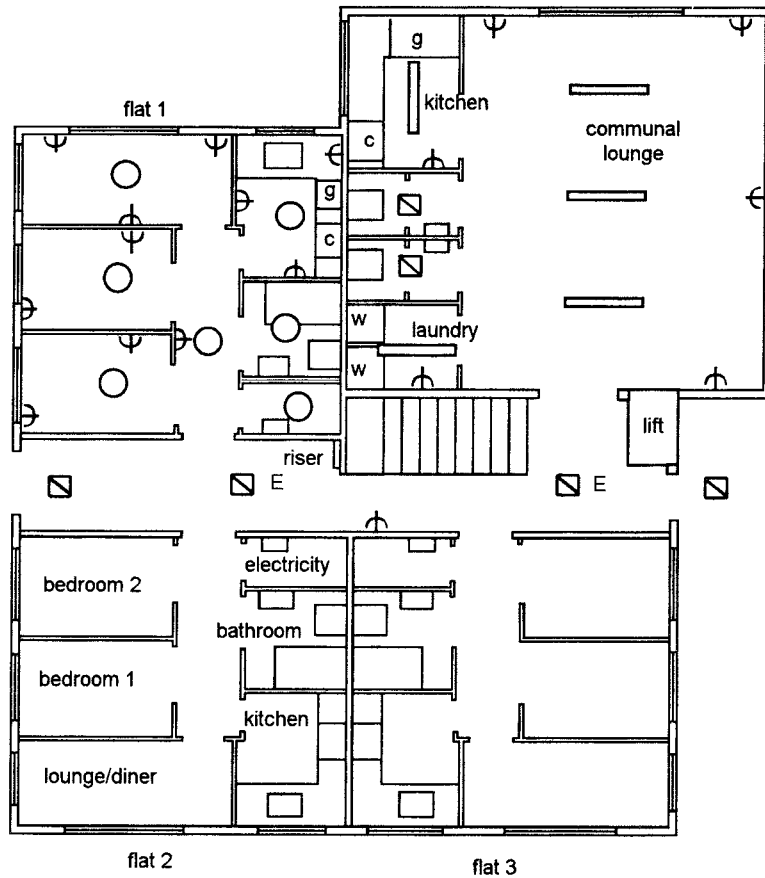 flat 1
g
kitchen
c
communal
lounge
g
c
w
laundry
w
lift
riser
E
E
electricity
bedroom 2
bathroom
bedroom 1
kitchen
lounge/diner
flat 2
flat 3